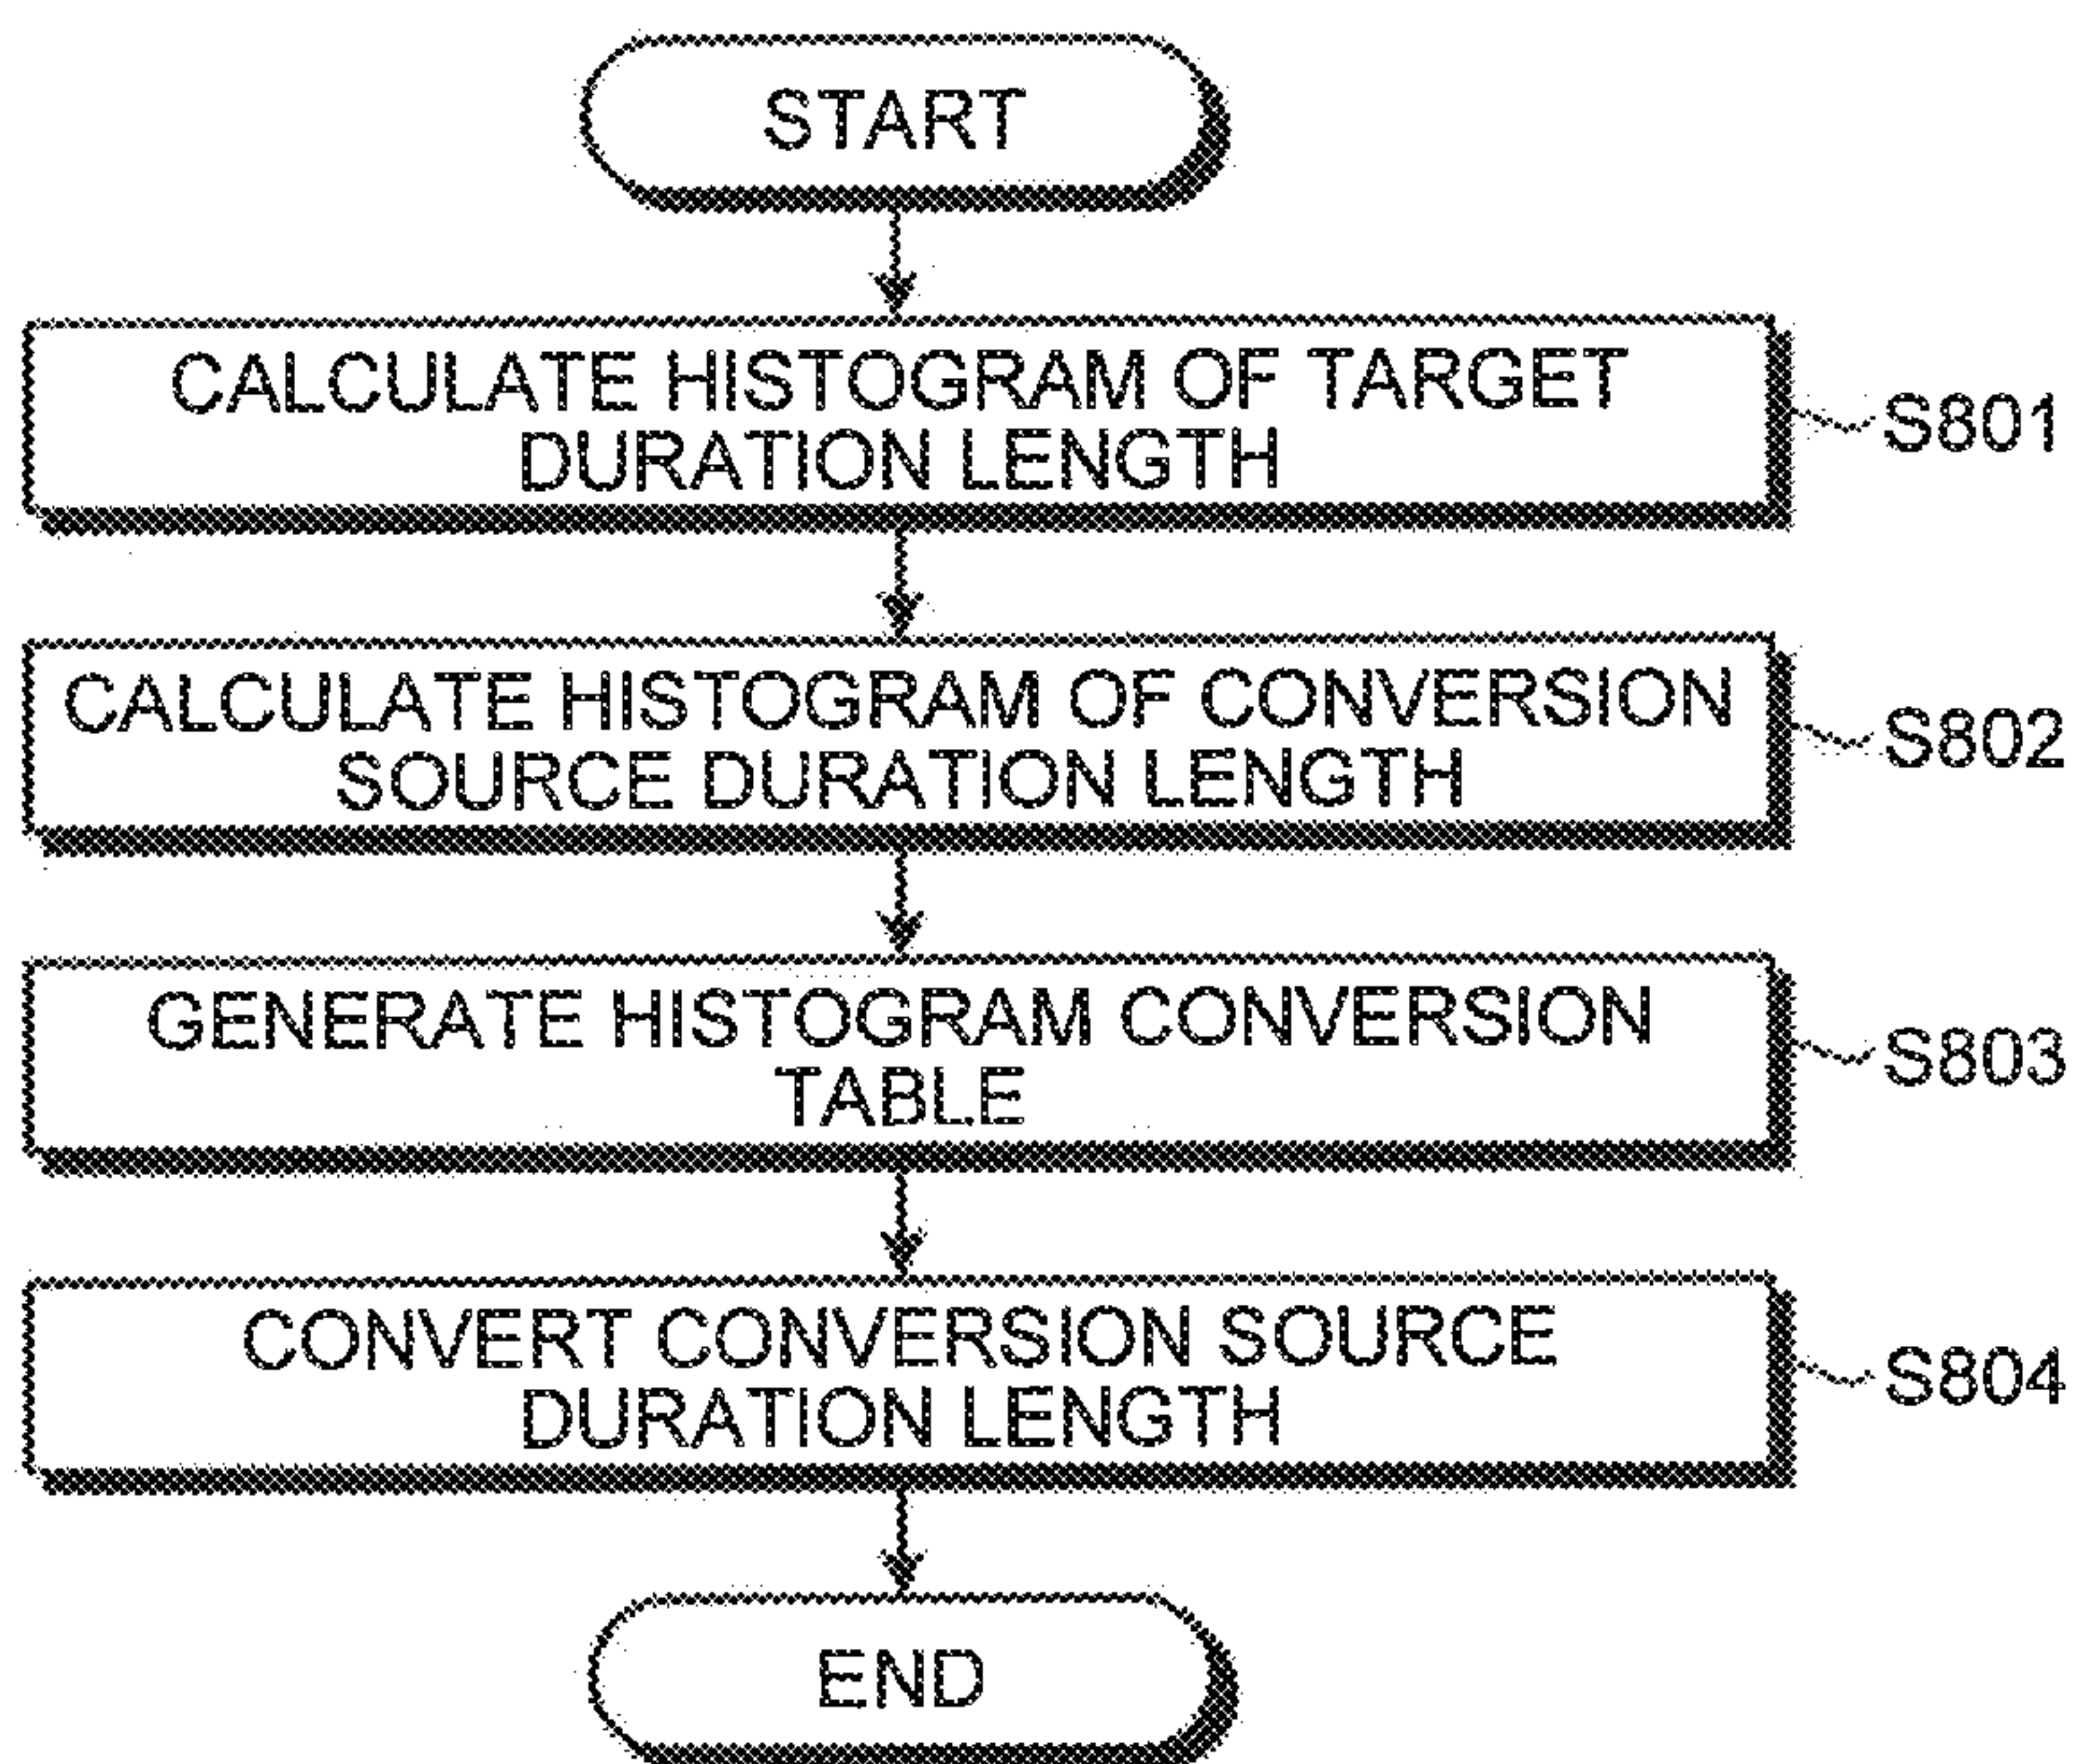 START
CALCULATE HISTOGRAM OF TARGET
DURATION LENGTH
S801
CALCULATE HISTOGRAM OF CONVERSION
SOURCE DURATION LENGTH
S802
GENERATE HISTOGRAM CONVERSION
TABLE
S803
CONVERT CONVERSION SOURCE
DURATION LENGTH
S804
END